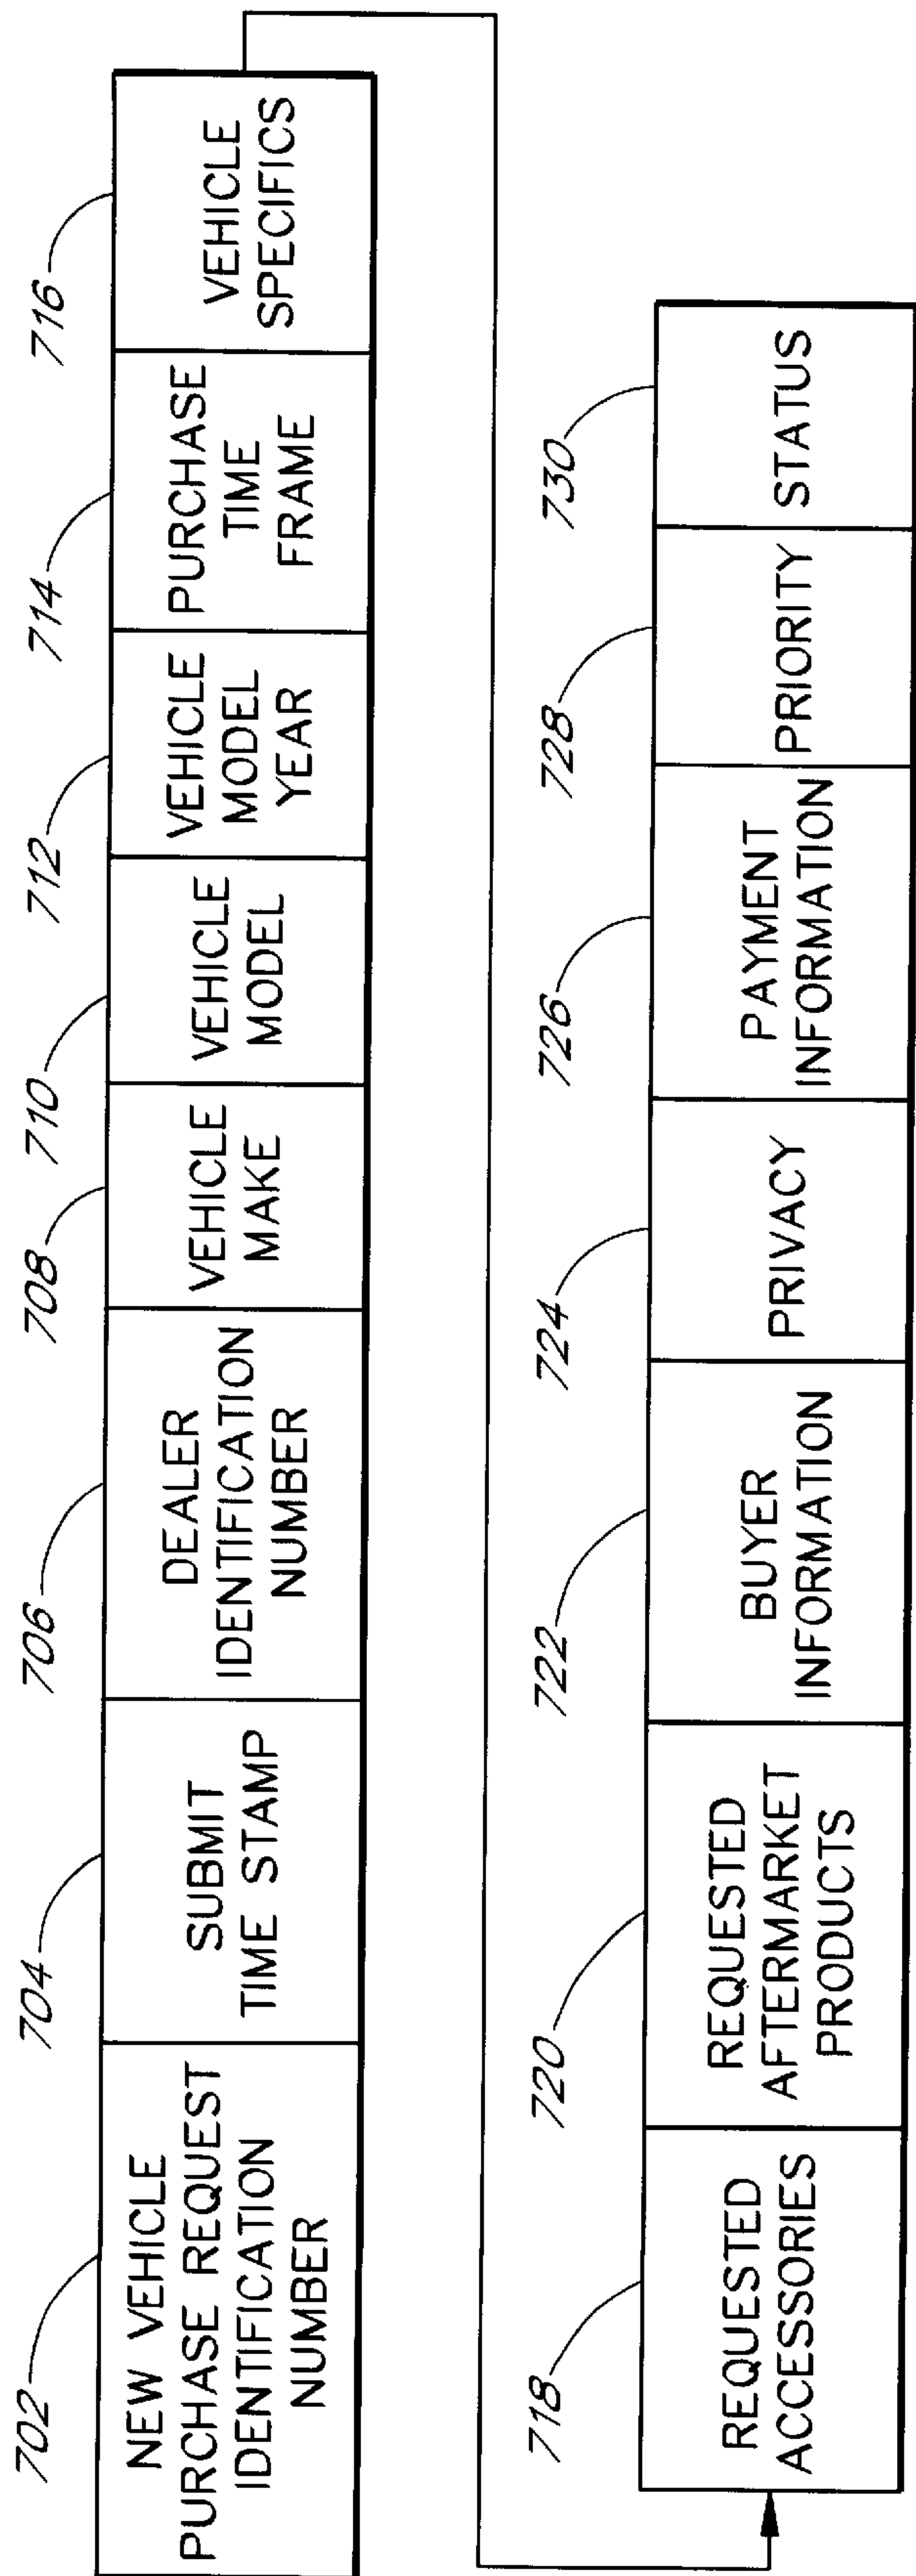 702
704
706
708
710
712
714
716
NEW VEHICLE
PURCHASE REQUEST
IDENTIFICATION
NUMBER
SUBMIT
TIME STAMP
DEALER
IDENTIFICATION
NUMBER
VEHICLE
MAKE
VEHICLE
MODEL
VEHICLE
MODEL
YEAR
PURCHASE
TIME
FRAME
VEHICLE
SPECIFICS
718
720
722
724
726
728
730
REQUESTED
ACCESSORIES
REQUESTED
AFTERMARKET
PRODUCTS
BUYER
INFORMATION
PRIVACY
PAYMENT
INFORMATION
PRIORITY
STATUS